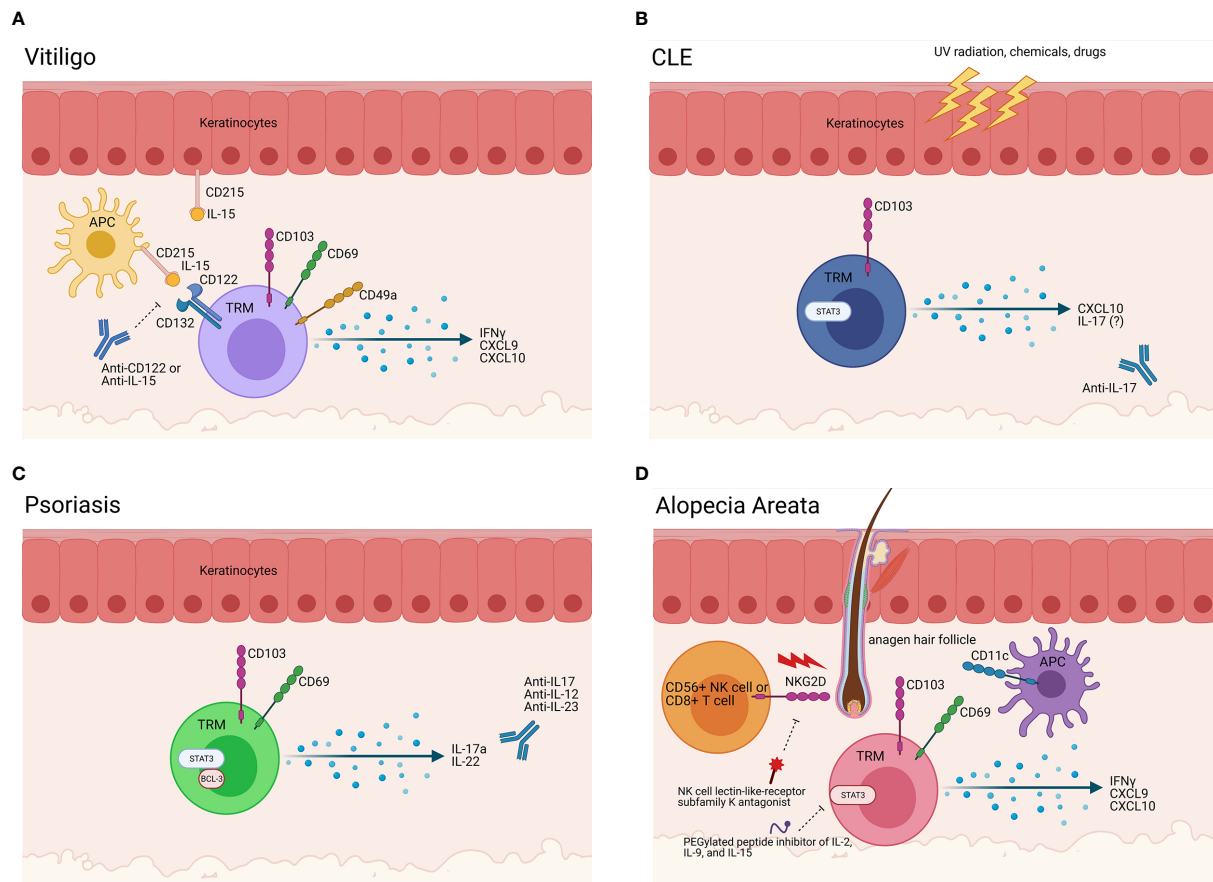 A
Vitiligo
Keratinocytes
CD215
IL-15
APC
CD215
IL-15
CD122
CD132
CD103
CD69
CD49a
TRM
IFNγ
CXCL9
CXCL10
Anti-CD122 or
Anti-IL-15
B
CLE
UV radiation, chemicals, drugs
Keratinocytes
CD103
TRM
STAT3
CXCL10
IL-17 (?)
Anti-IL-17
C
Psoriasis
Keratinocytes
CD103
CD69
TRM
STAT3
BCL-3
IL-17a
IL-22
Anti-IL17
Anti-IL-12
Anti-IL-23
D
Alopecia Areata
anagen hair follicle
CD56+ NK cell or
CD8+ T cell
NKG2D
CD11c
APC
CD103
CD69
TRM
STAT3
NK cell lectin-like-receptor
subfamily K antagonist
PEGylated peptide inhibitor of IL-2,
IL-9, and IL-15
IFNγ
CXCL9
CXCL10